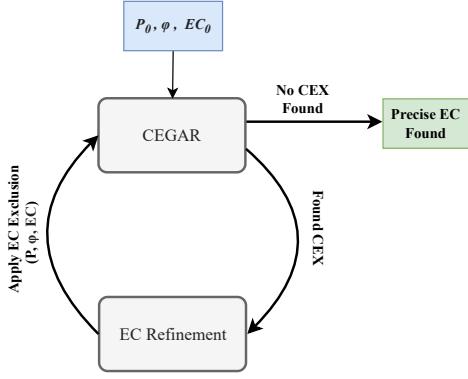 P₀, φ, EC₀
No CEX
Found
Precise EC
Found
CEGAR
Apply EC Exclusion
(P, φ, EC)
Found CEX
EC Refinement